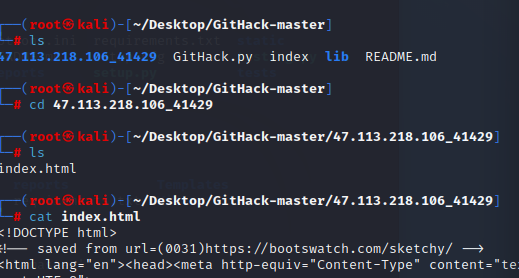 (root㉿kali)-[~/Desktop/GitHack-master]
# ls
47.113.218.106_41429 GitHack.py index lib README.md
(root㉿kali)-[~/Desktop/GitHack-master]
# cd 47.113.218.106_41429
(root㉿kali)-[~/Desktop/GitHack-master/47.113.218.106_41429]
# ls
index.html
(root㉿kali)-[~/Desktop/GitHack-master/47.113.218.106_41429]
# cat index.html
<!DOCTYPE html>
<!-- saved from url=(0031)https://bootswatch.com/sketchy/ -->
<html lang="en"><head><meta http-equiv="Content-Type" content="te